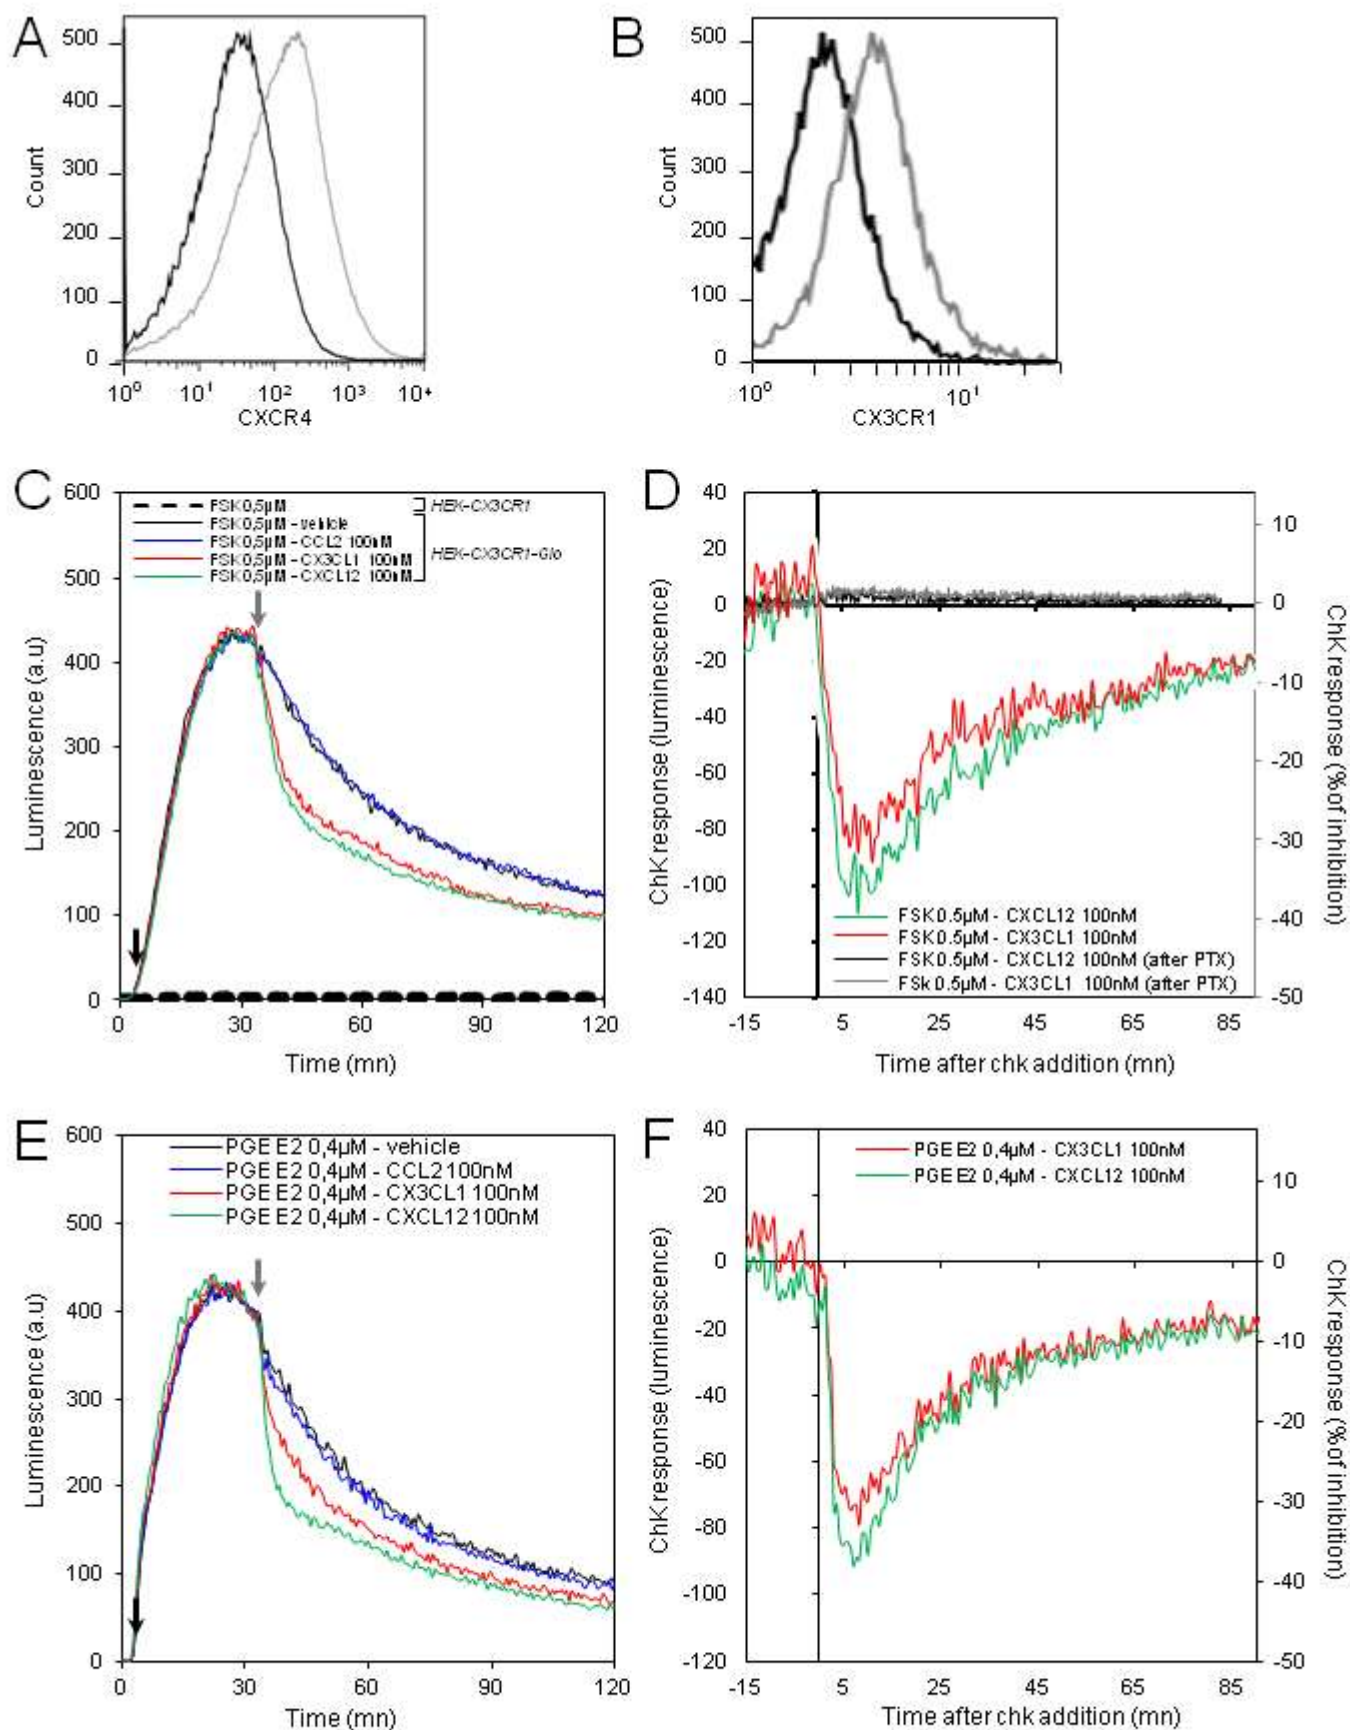 A
500
400
300
200
100
0
Count
10⁰ 10¹ 10² 10³ 10⁴
CXCR4
B
500
400
300
200
100
0
Count
10⁰ 10¹
CX3CR1
C
600
500
400
300
200
100
0
Luminescence (a.u)
FSK 0,5µM
HEK-CX3CR1
FSK 0,5µM - vehicle
FSK 0,5µM - CCL2 100nM
FSK 0,5µM - CX3CL1 100nM
FSK 0,5µM - CXCL12 100nM
HEK-CX3CR1-Glo
0 30 60 90 120
Time (mn)
D
40
20
0
-20
-40
-60
-80
-100
-120
-140
ChK response (luminescence)
10
0
-10
-20
-30
-40
-50
ChK response (% of inhibition)
FSK 0.5µM - CXCL12 100nM
FSK 0.5µM - CX3CL1 100nM
FSK 0.5µM - CXCL12 100nM (after PTX)
FSk 0.5µM - CX3CL1 100nM (after PTX)
-15 5 25 45 65 85
Time after chk addition (mn)
E
600
500
400
300
200
100
0
Luminescence (a.u)
PGE E2 0,4µM - vehicle
PGE E2 0,4µM - CCL2 100nM
PGE E2 0,4µM - CX3CL1 100nM
PGE E2 0,4µM - CXCL12 100nM
0 30 60 90 120
Time (mn)
F
40
20
0
-20
-40
-60
-80
-100
-120
ChK response (luminescence)
10
0
-10
-20
-30
-40
-50
ChK response (% of inhibition)
PGE E2 0,4µM - CX3CL1 100nM
PGE E2 0,4µM - CXCL12 100nM
-15 5 25 45 65 85
Time after chk addition (mn)